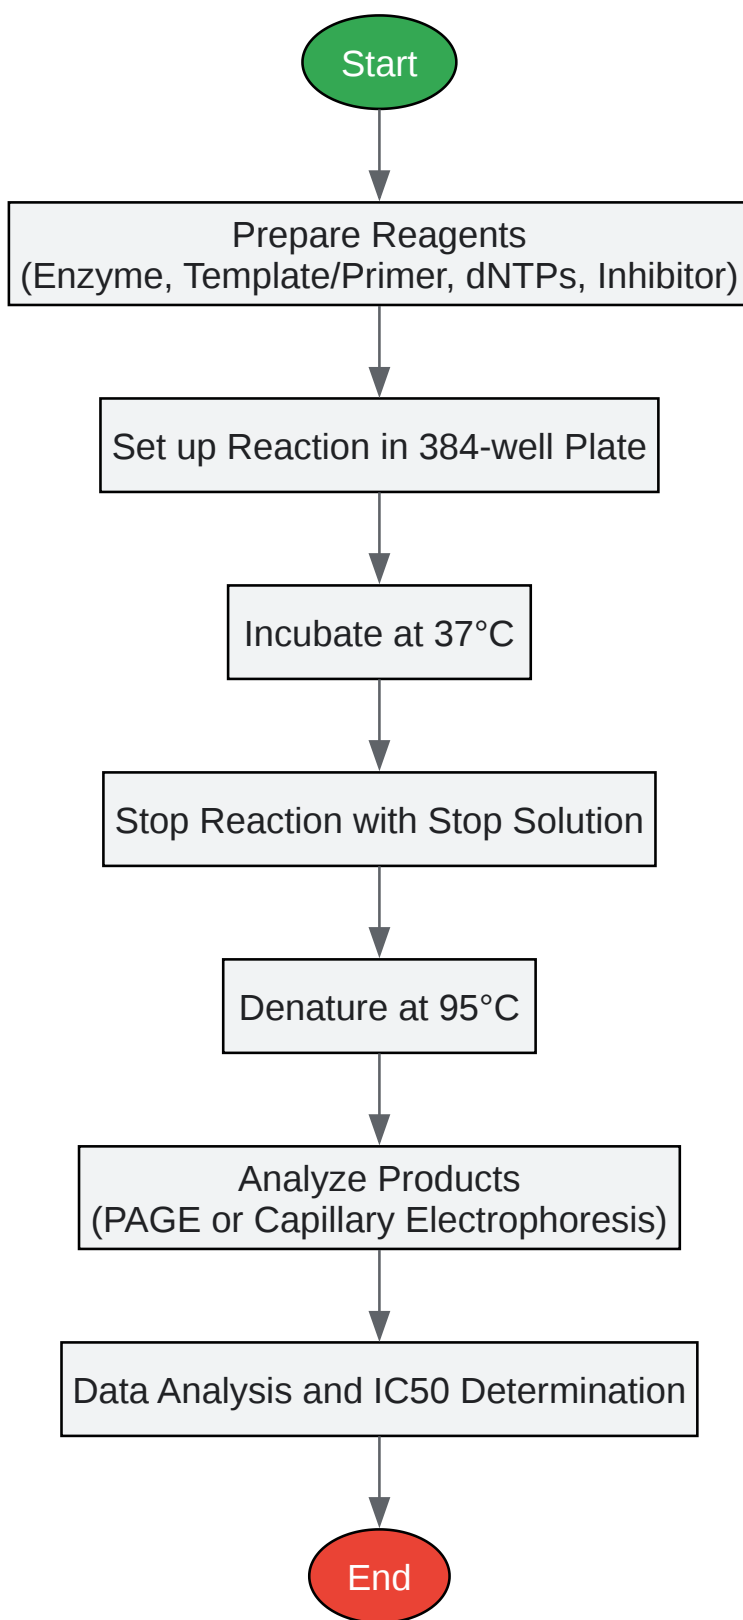 Start
Prepare Reagents
(Enzyme, Template/Primer, dNTPs, Inhibitor)
Set up Reaction in 384-well Plate
Incubate at 37°C
Stop Reaction with Stop Solution
Denature at 95°C
Analyze Products
(PAGE or Capillary Electrophoresis)
Data Analysis and IC50 Determination
End